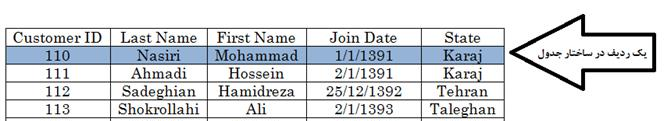 Customer ID Last Name First Name Join Date State
110 Nasiri Mohammad 1/1/1391 Karaj
111 Ahmadi Hossein 2/1/1391 Karaj
112 Sadeghian Hamidreza 25/12/1392 Tehran
113 Shokrollahi Ali 2/1/1393 Taleghan
یک ردیف در ساختار جدول